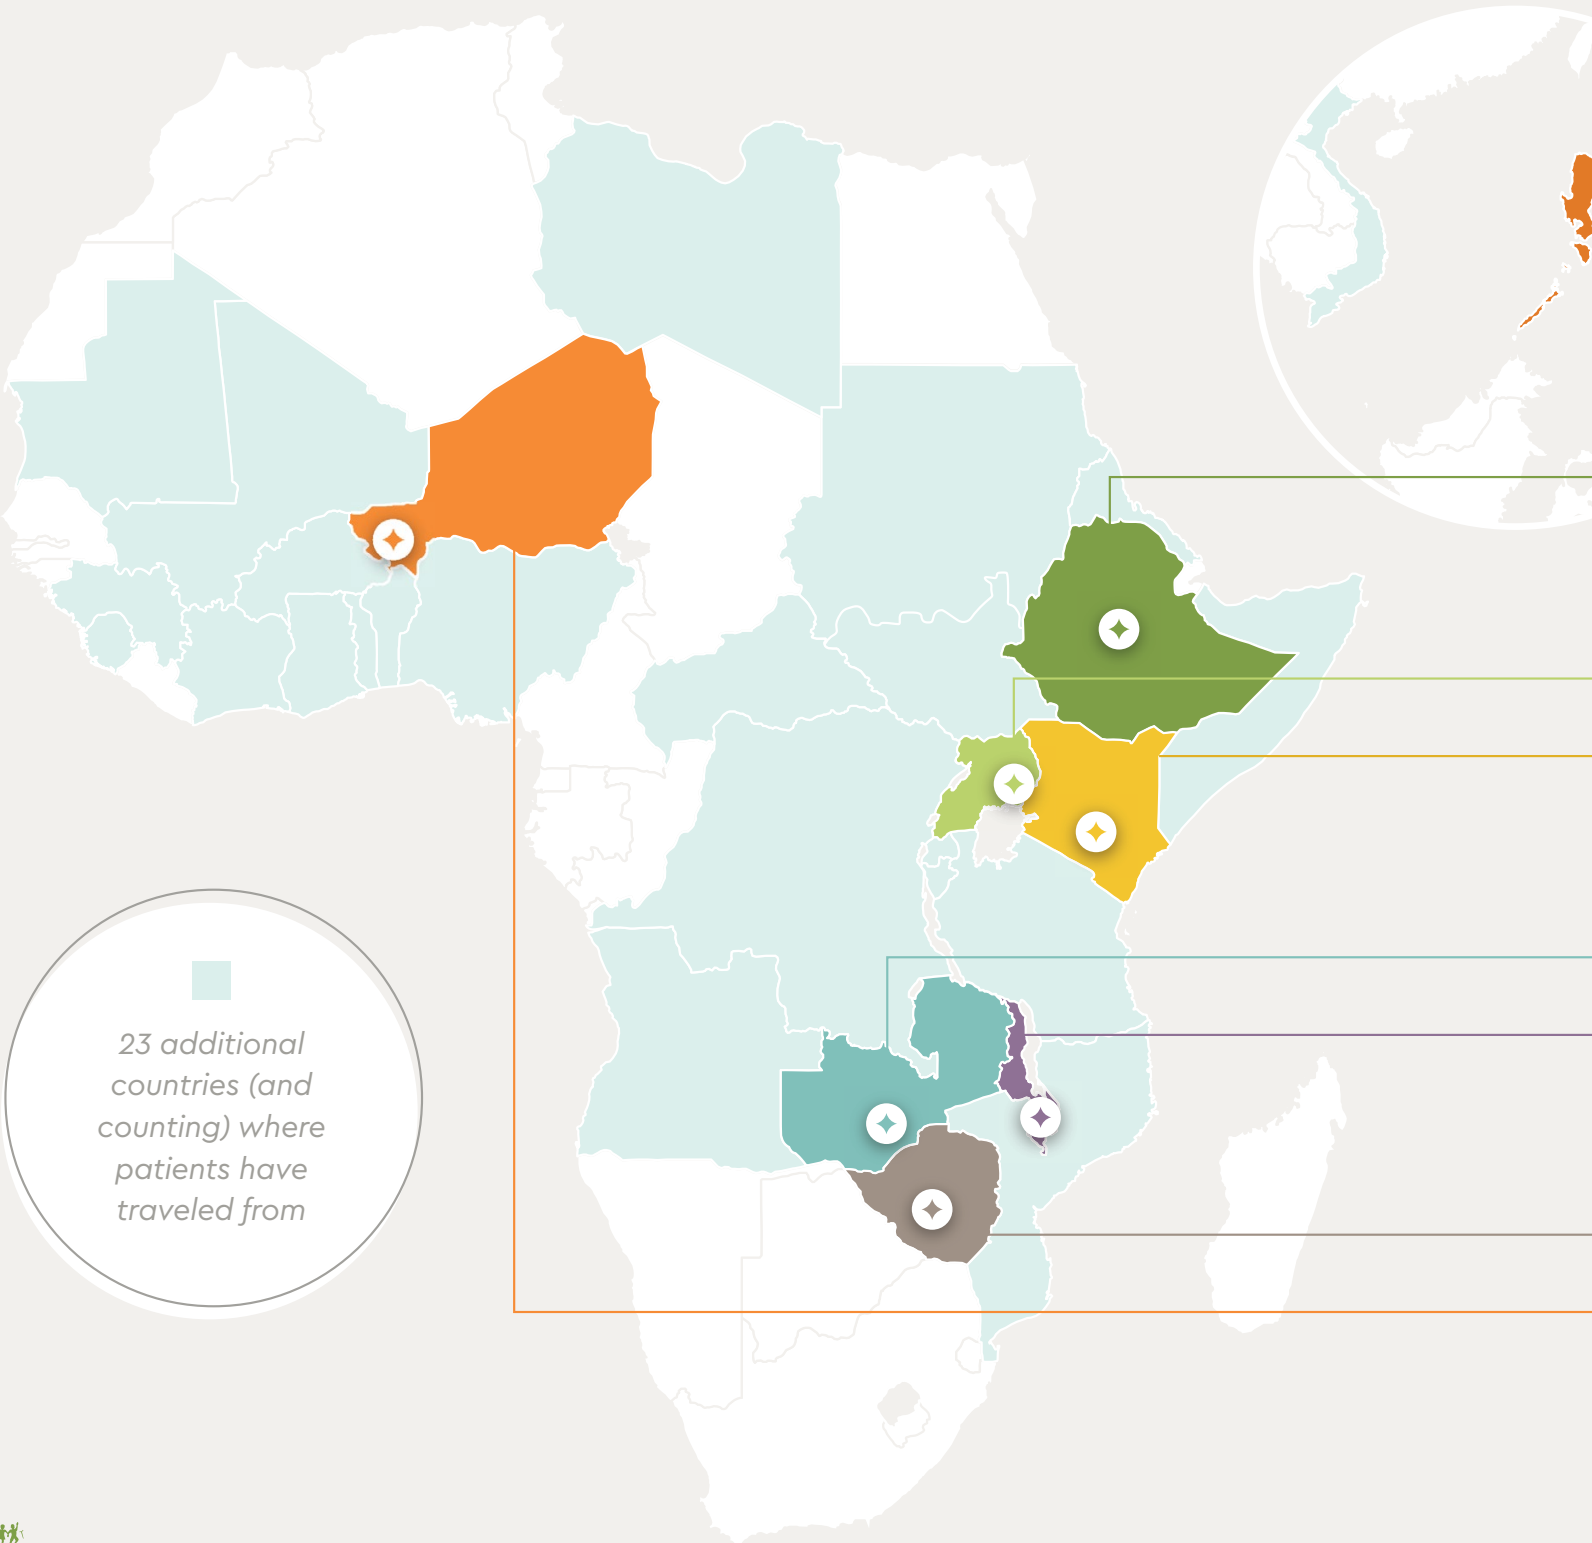 23 additional
countries (and
counting) where
patients have
traveled from